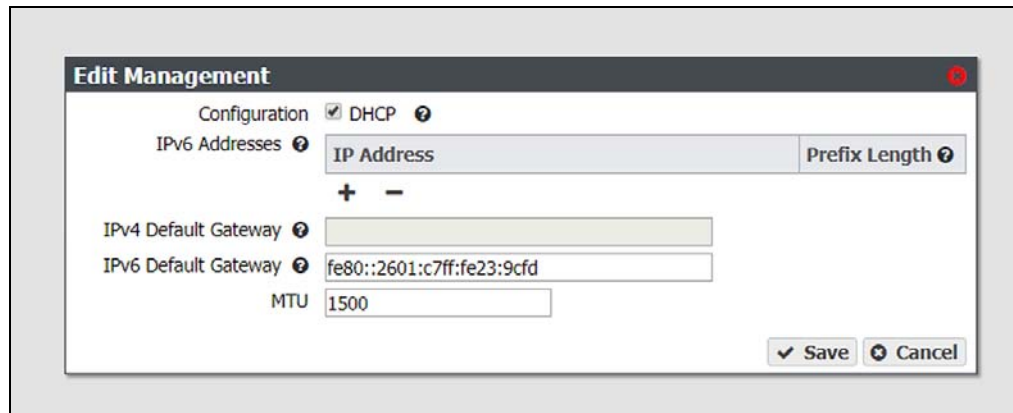 Edit Management
Configuration DHCP
IPv6 Addresses IP Address Prefix Length
IPv4 Default Gateway
IPv6 Default Gateway fe80::2601:c7ff:fe23:9cfd
MTU 1500
Save Cancel